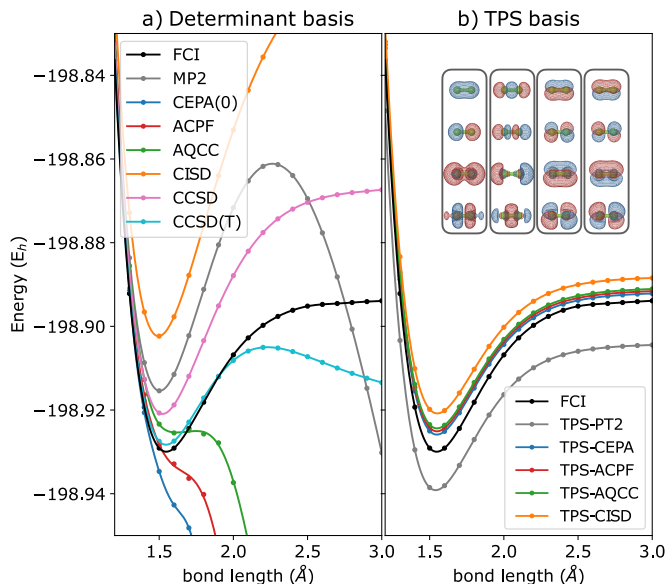 a) Determinant basis
b) TPS basis
FCI
MP2
CEPA(0)
ACPF
AQCC
CISD
CCSD
CCSD(T)
FCI
TPS-PT2
TPS-CEPA
TPS-ACPF
TPS-AQCC
TPS-CISD
Energy (E_h)
−198.84
−198.86
−198.88
−198.90
−198.92
−198.94
1.5 2.0 2.5 3.0 1.5 2.0 2.5 3.0
bond length (Å) bond length (Å)